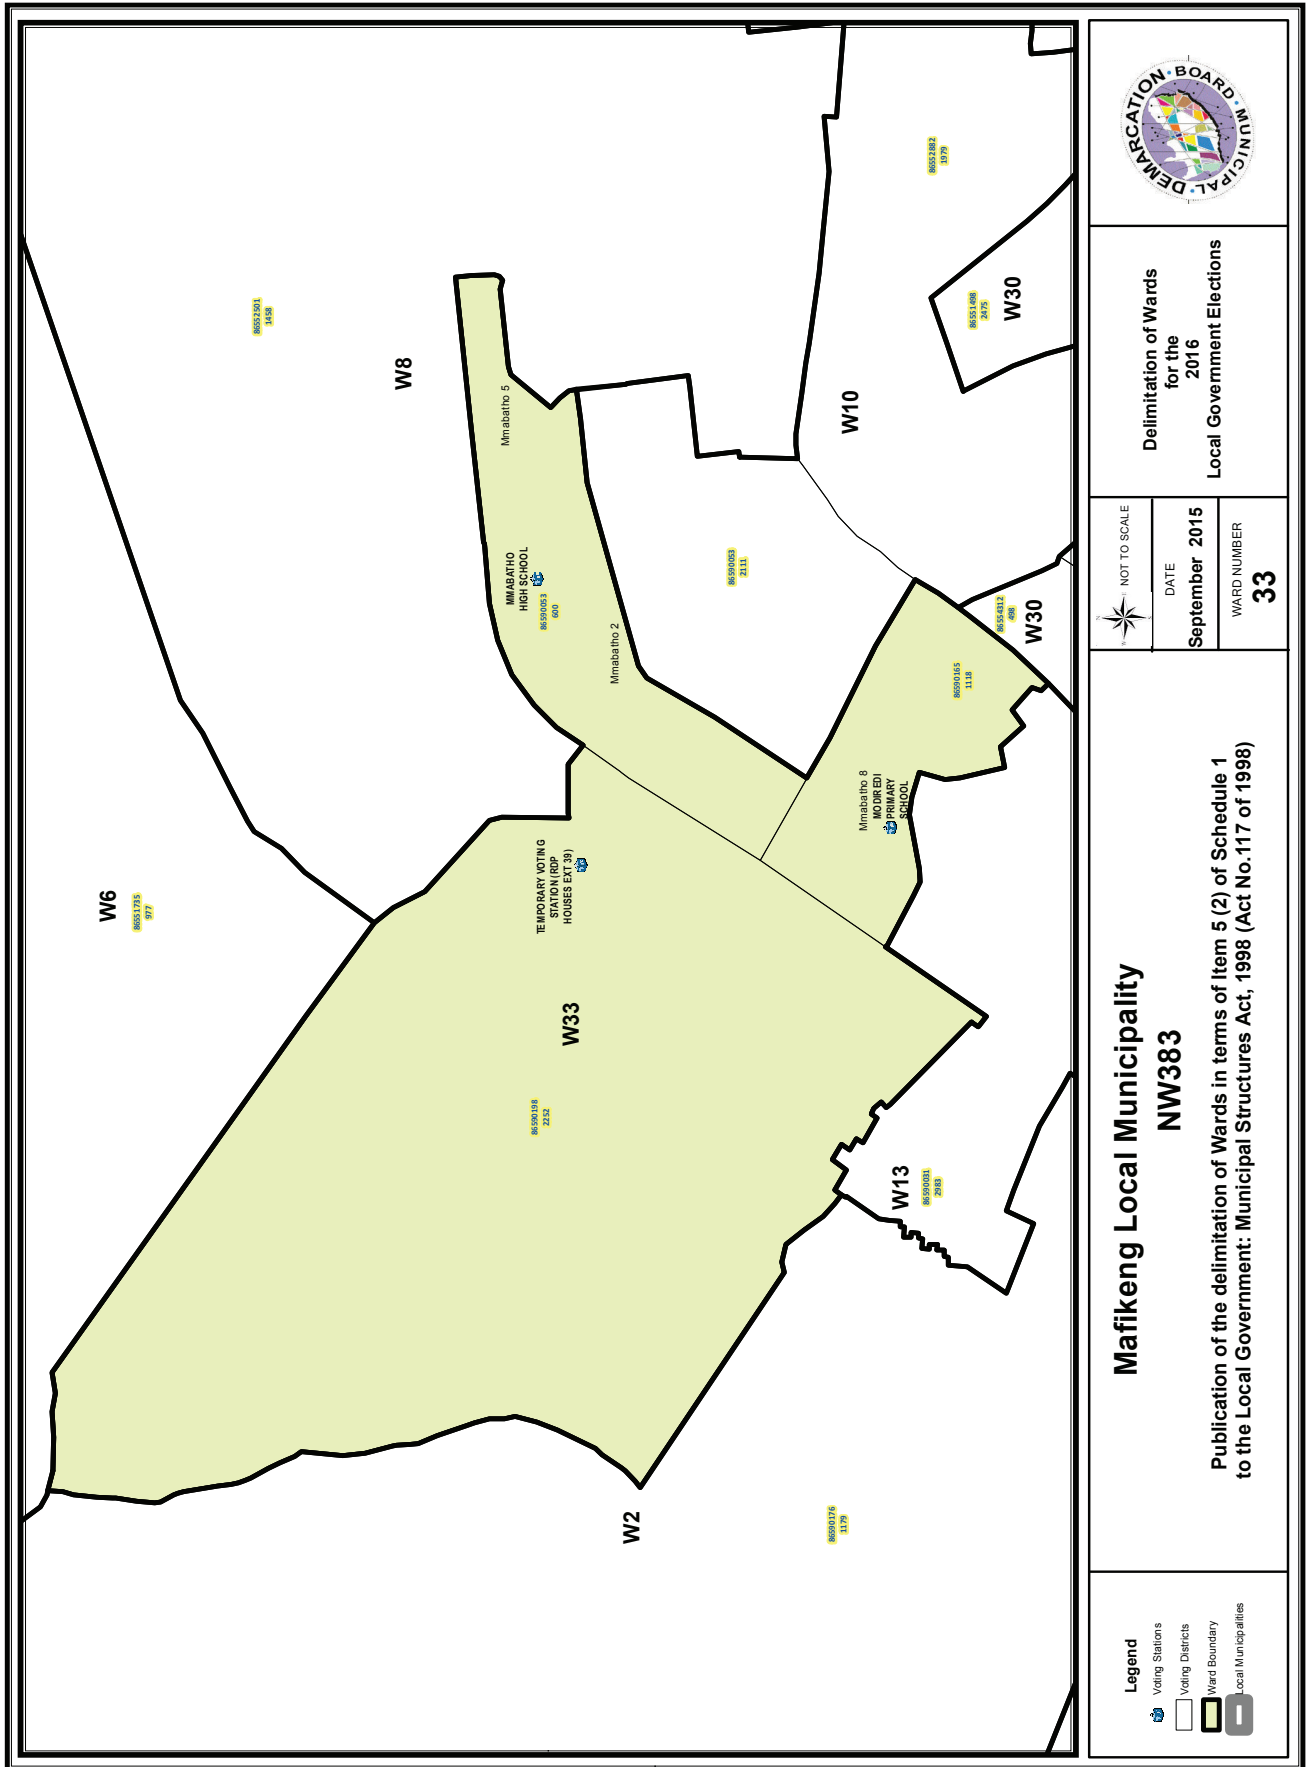 W6
86551735
977
86552501
1458
W8
Mmabatho 5
MMABATHO
HIGH SCHOOL
86590053
600
Mmabatho 2
TEMPORARY VOTING
STATION (RDP
HOUSES EXT 39)
W33
86590198
2252
W2
86590176
1179
W13
86590031
2983
Mmabatho 8
MODIREDI
PRIMARY
SCHOOL
86590165
1118
86590053
2111
W10
86552882
1979
86551498
2475
W30
86554312
498
W30
Legend
Voting Stations
Voting Districts
Ward Boundary
Local Municipalities
Mafikeng Local Municipality
NW383
Publication of the delimitation of Wards in terms of Item 5 (2) of Schedule 1
to the Local Government: Municipal Structures Act, 1998 (Act No.117 of 1998)
NOT TO SCALE
DATE
September 2015
WARD NUMBER
33
Delimitation of Wards
for the
2016
Local Government Elections
MUNICIPAL DEMARCATION BOARD